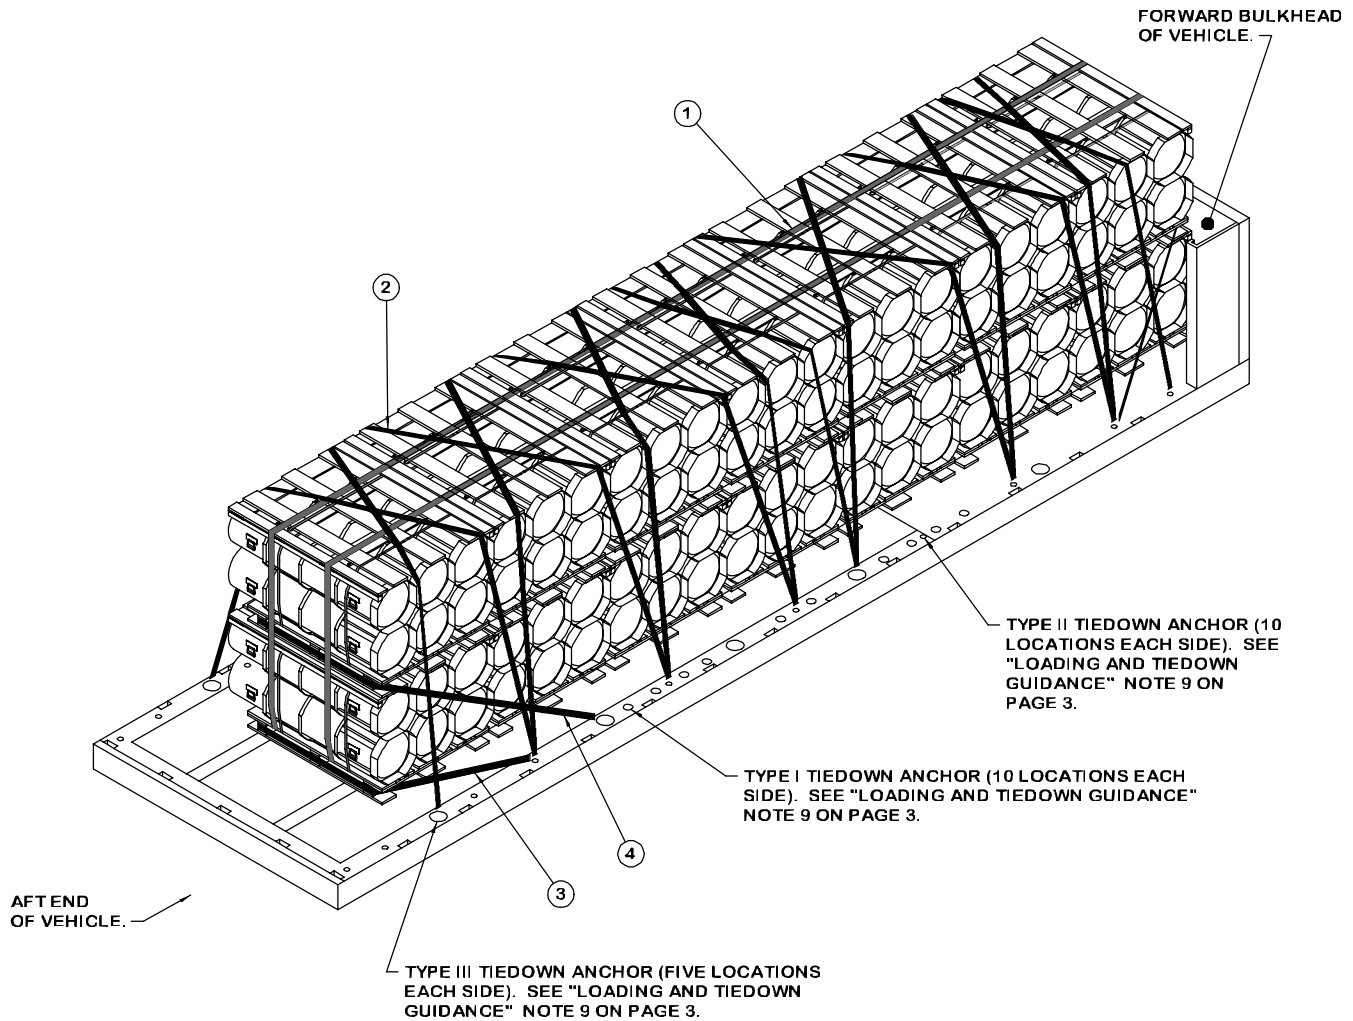 FORWARD BULKHEAD
OF VEHICLE.
1
2
TYPE II TIEDOWN ANCHOR (10
LOCATIONS EACH SIDE). SEE
"LOADING AND TIEDOWN
GUIDANCE" NOTE 9 ON
PAGE 3.
TYPE I TIEDOWN ANCHOR (10 LOCATIONS EACH
SIDE). SEE "LOADING AND TIEDOWN GUIDANCE"
NOTE 9 ON PAGE 3.
4
3
AFT END
OF VEHICLE.
TYPE III TIEDOWN ANCHOR (FIVE LOCATIONS
EACH SIDE). SEE "LOADING AND TIEDOWN
GUIDANCE" NOTE 9 ON PAGE 3.